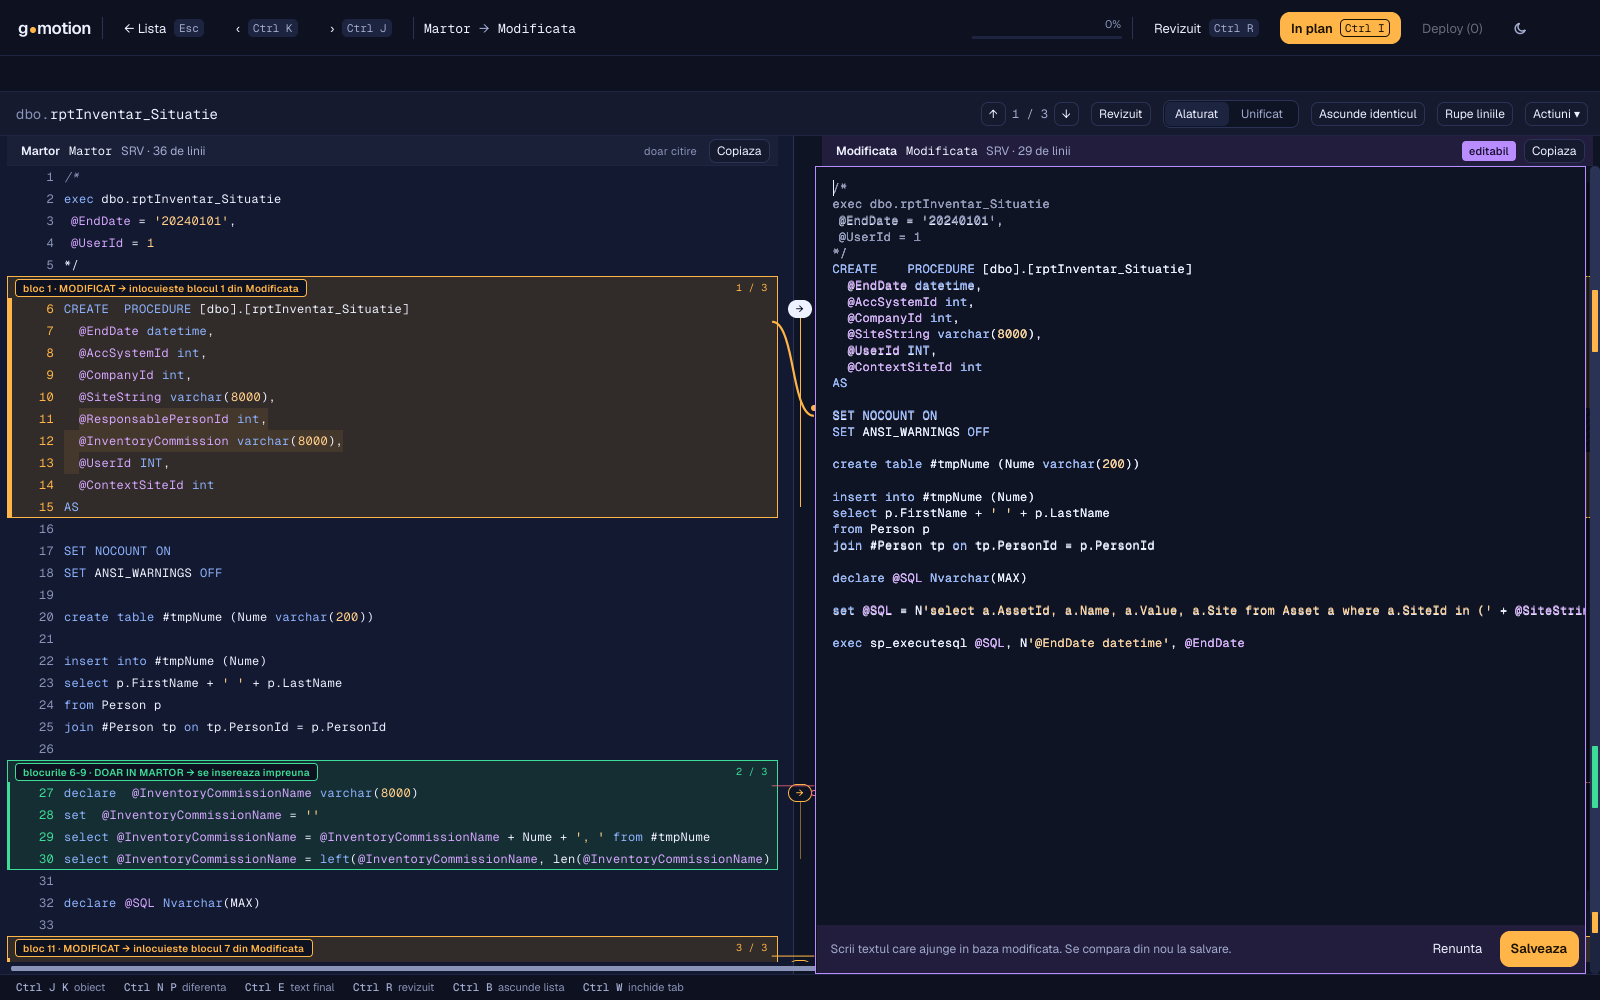 g•motion
← Lista Esc
‹ Ctrl K
› Ctrl J
Martor → Modificata
0%
Revizuit Ctrl R
In plan Ctrl I
Deploy (0)
dbo.rptInventar_Situatie
↑ 1 / 3 ↓
Revizuit
Alaturat Unificat
Ascunde identicul
Rupe liniile
Actiuni ▾
Martor Martor SRV · 36 de linii doar citire Copiaza
1 /*
2 exec dbo.rptInventar_Situatie
3 @EndDate = '20240101',
4 @UserId = 1
5 */
bloc 1 · MODIFICAT → inlocuieste blocul 1 din Modificata 1 / 3
6 CREATE  PROCEDURE [dbo].[rptInventar_Situatie]
7 @EndDate datetime,
8 @AccSystemId int,
9 @CompanyId int,
10 @SiteString varchar(8000),
11 @ResponsablePersonId int,
12 @InventoryCommission varchar(8000),
13 @UserId INT,
14 @ContextSiteId int
15 AS
16
17 SET NOCOUNT ON
18 SET ANSI_WARNINGS OFF
19
20 create table #tmpNume (Nume varchar(200))
21
22 insert into #tmpNume (Nume)
23 select p.FirstName + ' ' + p.LastName
24 from Person p
25 join #Person tp on tp.PersonId = p.PersonId
26
blocurile 6-9 · DOAR IN MARTOR → se insereaza impreuna 2 / 3
27 declare  @InventoryCommissionName varchar(8000)
28 set  @InventoryCommissionName = ''
29 select @InventoryCommissionName = @InventoryCommissionName + Nume + ', ' from #tmpNume
30 select @InventoryCommissionName = left(@InventoryCommissionName, len(@InventoryCommissionName)
31
32 declare @SQL Nvarchar(MAX)
33
bloc 11 · MODIFICAT → inlocuieste blocul 7 din Modificata 3 / 3
→
→
Modificata Modificata SRV · 29 de linii editabil Copiaza
/*
exec dbo.rptInventar_Situatie
@EndDate = '20240101',
@UserId = 1
*/
CREATE    PROCEDURE [dbo].[rptInventar_Situatie]
@EndDate datetime,
@AccSystemId int,
@CompanyId int,
@SiteString varchar(8000),
@UserId INT,
@ContextSiteId int
AS
SET NOCOUNT ON
SET ANSI_WARNINGS OFF
create table #tmpNume (Nume varchar(200))
insert into #tmpNume (Nume)
select p.FirstName + ' ' + p.LastName
from Person p
join #Person tp on tp.PersonId = p.PersonId
declare @SQL Nvarchar(MAX)
set @SQL = N'select a.AssetId, a.Name, a.Value, a.Site from Asset a where a.SiteId in (' + @SiteStrin
exec sp_executesql @SQL, N'@EndDate datetime', @EndDate
Scrii textul care ajunge in baza modificata. Se compara din nou la salvare. Renunta Salveaza
Ctrl J K obiect Ctrl N P diferenta Ctrl E text final Ctrl R revizuit Ctrl B ascunde lista Ctrl W inchide tab